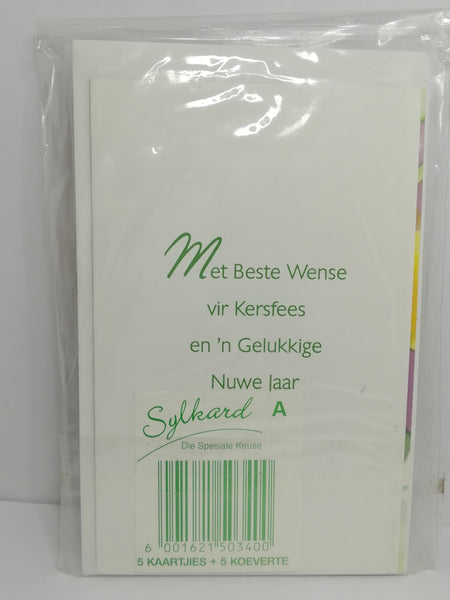 Met Beste Wense
vir Kersfees
en 'n Gelukkige
Nuwe Jaar
Sylkard A
Die Spesiale Keuse
6 001621 503400
5 KAARTJIES + 5 KOEVERTE